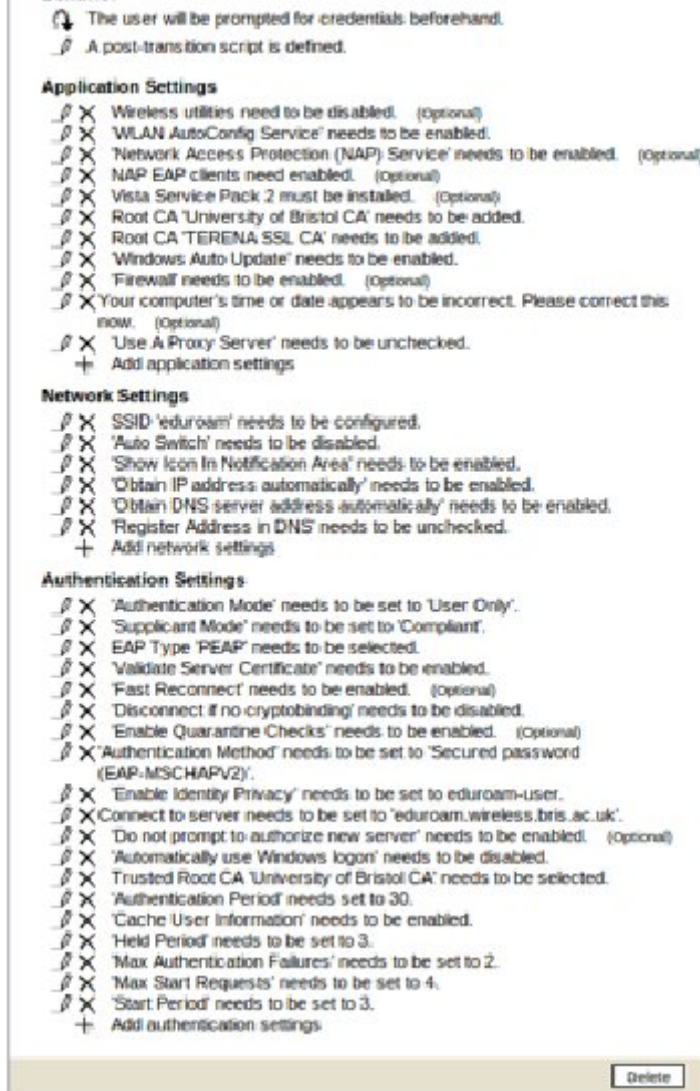 The user will be prompted for credentials beforehand.
A post-transition script is defined.
Application Settings
Wireless utilities need to be disabled. (Optional)
'WLAN AutoConfig Service' needs to be enabled.
'Network Access Protection (NAP) Service' needs to be enabled. (Optional)
NAP EAP clients need enabled. (Optional)
Vista Service Pack 2 must be installed. (Optional)
Root CA 'University of Bristol CA' needs to be added.
Root CA 'TERENA SSL CA' needs to be added.
'Windows Auto Update' needs to be enabled.
'Firewall' needs to be enabled. (Optional)
Your computer's time or date appears to be incorrect. Please correct this
now. (Optional)
'Use A Proxy Server' needs to be unchecked.
Add application settings
Network Settings
SSID 'eduroam' needs to be configured.
'Auto Switch' needs to be disabled.
'Show Icon In Notification Area' needs to be enabled.
'Obtain IP address automatically' needs to be enabled.
'Obtain DNS server address automatically' needs to be enabled.
'Register Address in DNS' needs to be unchecked.
Add network settings
Authentication Settings
'Authentication Mode' needs to be set to 'User Only'.
'Supplicant Mode' needs to be set to 'Compliant'.
EAP Type 'PEAP' needs to be selected.
'Validate Server Certificate' needs to be enabled.
'Fast Reconnect' needs to be enabled. (Optional)
'Disconnect if no cryptobinding' needs to be disabled.
'Enable Quarantine Checks' needs to be enabled. (Optional)
'Authentication Method' needs to be set to 'Secured password
(EAP-MSCHAPV2)'.
'Enable Identity Privacy' needs to be set to eduroam-user.
Connect to server needs to be set to 'eduroam.wireless.bris.ac.uk'.
'Do not prompt to authorize new server' needs to be enabled. (Optional)
'Automatically use Windows logon' needs to be disabled.
Trusted Root CA 'University of Bristol CA' needs to be selected.
'Authentication Period' needs set to 30.
'Cache User Information' needs to be enabled.
'Held Period' needs to be set to 3.
'Max Authentication Failures' needs to be set to 2.
'Max Start Requests' needs to be set to 4.
'Start Period' needs to be set to 3.
Add authentication settings
Delete